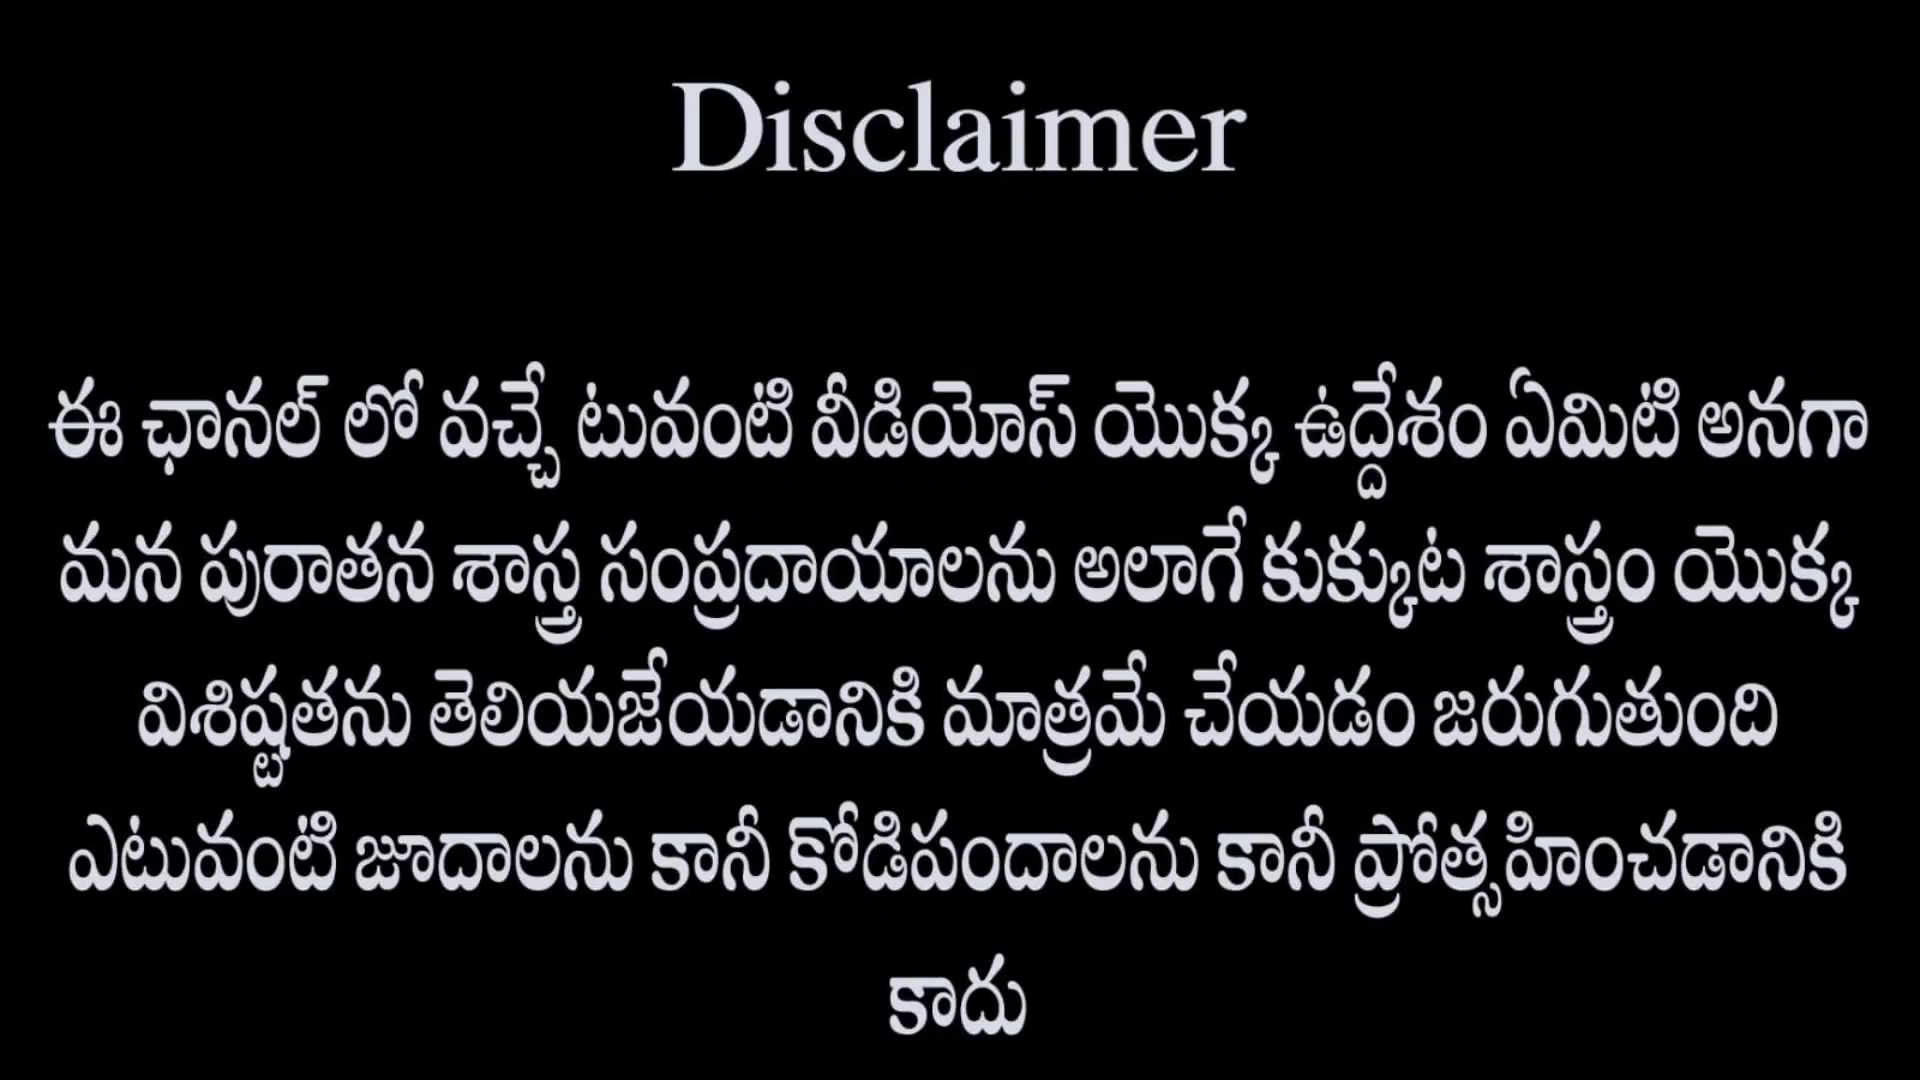 Disclaimer
ఈ ఛానల్ లో వచ్చే టువంటి వీడియోస్ యొక్క ఉద్దేశం ఏమిటి అనగా
మన పురాతన శాస్త్ర సంప్రదాయాలను అలాగే కుక్కుట శాస్త్రం యొక్క
విశిష్టతను తెలియజేయడానికి మాత్రమే చేయడం జరుగుతుంది
ఎటువంటి జూదాలను కానీ కోడిపందాలను కానీ ప్రోత్సహించడానికి
కాదు